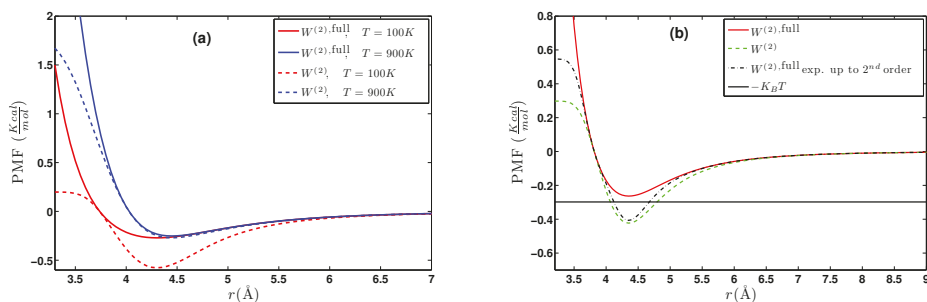 (a)
W^(2),full, T = 100K
W^(2),full, T = 900K
W^(2), T = 100K
W^(2), T = 900K
PMF (Kcal/mol)
2
1.5
1
0.5
0
−0.5
3.5 4 4.5 5 5.5 6 6.5 7
r(Å)
(b)
W^(2),full
W^(2)
W^(2),full exp. up to 2^nd order
−K_BT
PMF (Kcal/mol)
0.8
0.6
0.4
0.2
0
−0.2
−0.4
−0.6
3.5 4 4.5 5 5.5 6 6.5 7 7.5 8 8.5 9
r(Å)